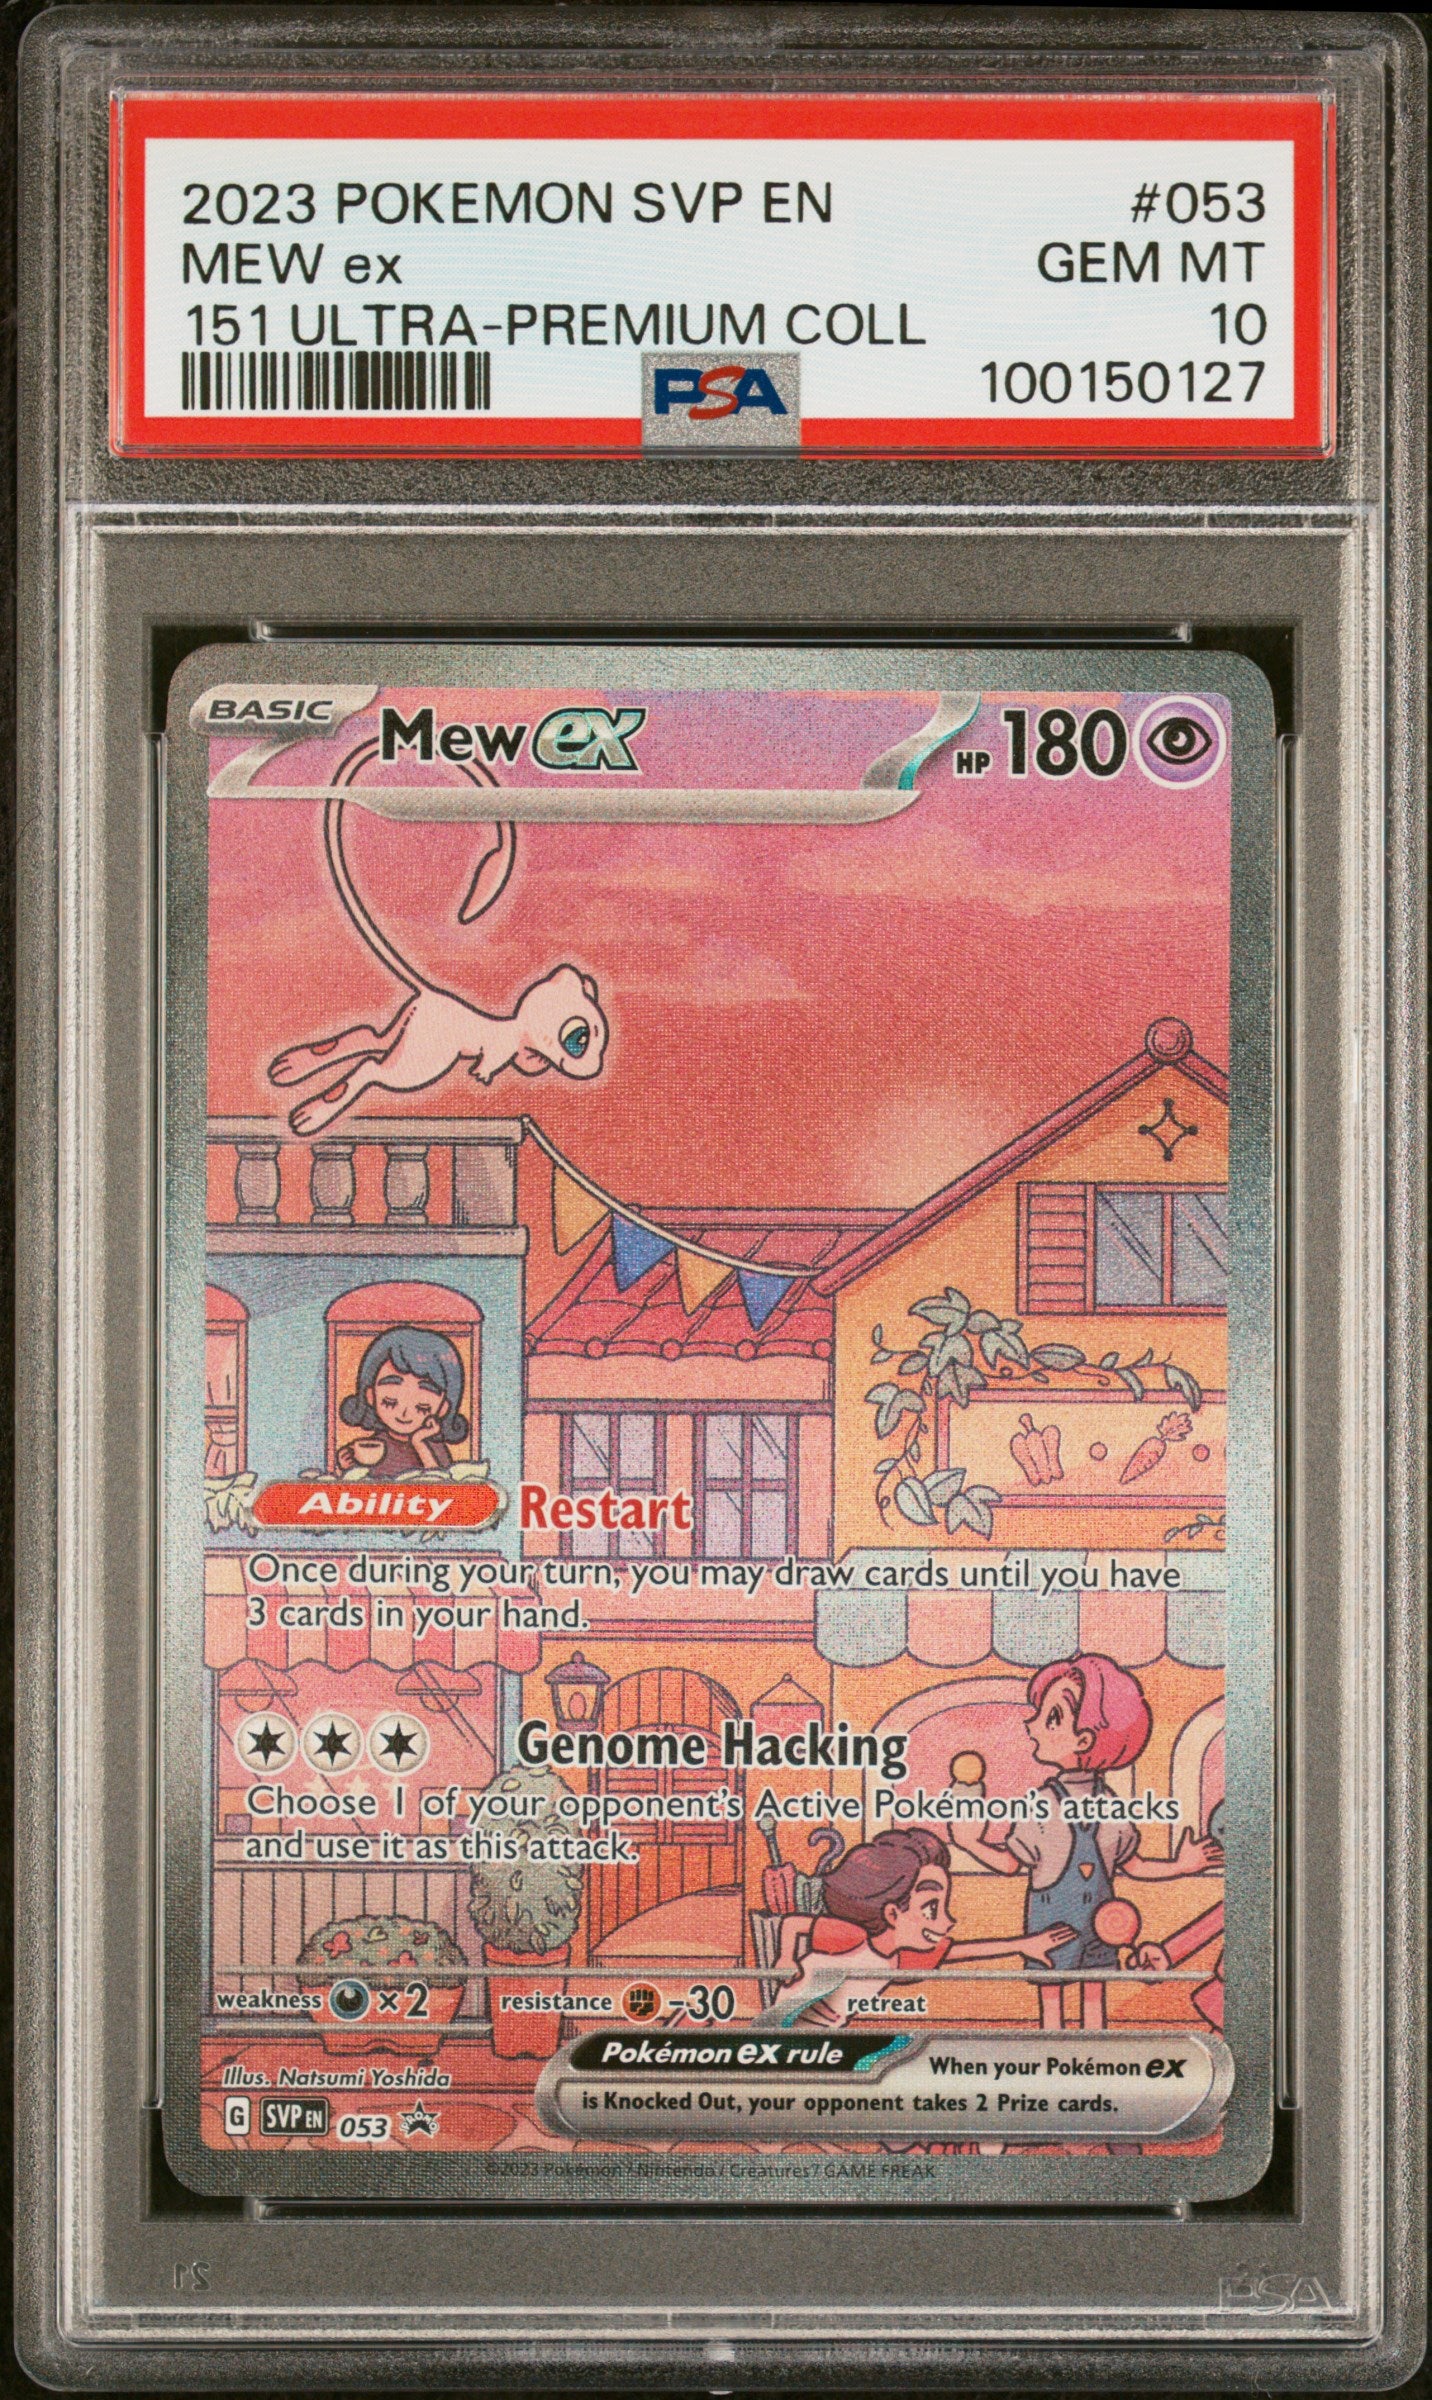 2023 POKEMON SVP EN #053
MEW ex GEM MT
151 ULTRA-PREMIUM COLL 10
PSA 100150127
BASIC Mew ex HP 180
Ability Restart
Once during your turn, you may draw cards until you have
3 cards in your hand.
Genome Hacking
Choose 1 of your opponent's Active Pokémon's attacks
and use it as this attack.
weakness ×2 resistance -30 retreat
Pokémon ex rule When your Pokémon ex
is Knocked Out, your opponent takes 2 Prize cards.
Illus. Natsumi Yoshida
G SVP EN 053 PROMO
©2023 Pokémon / Nintendo / Creatures / GAME FREAK
21 PSA